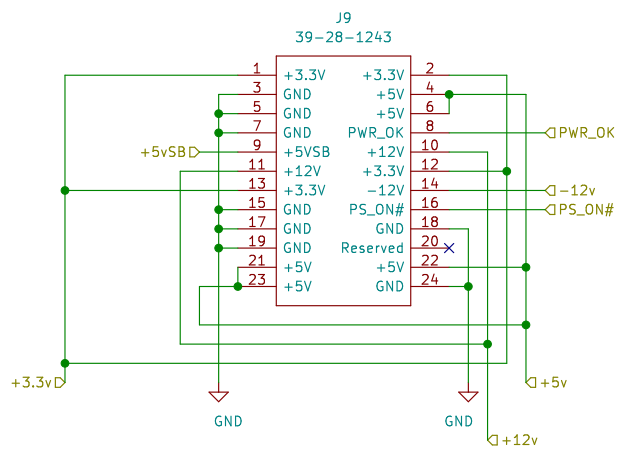 J9
39-28-1243
1 +3.3V +3.3V 2
3 GND +5V 4
5 GND +5V 6
7 GND PWR_OK 8 PWR_OK
+5vSB 9 +5VSB +12V 10
11 +12V +3.3V 12
13 +3.3V -12V 14 -12v
15 GND PS_ON# 16 PS_ON#
17 GND GND 18
19 GND Reserved 20
21 +5V +5V 22
23 +5V GND 24
+3.3v +5v
GND GND
+12v